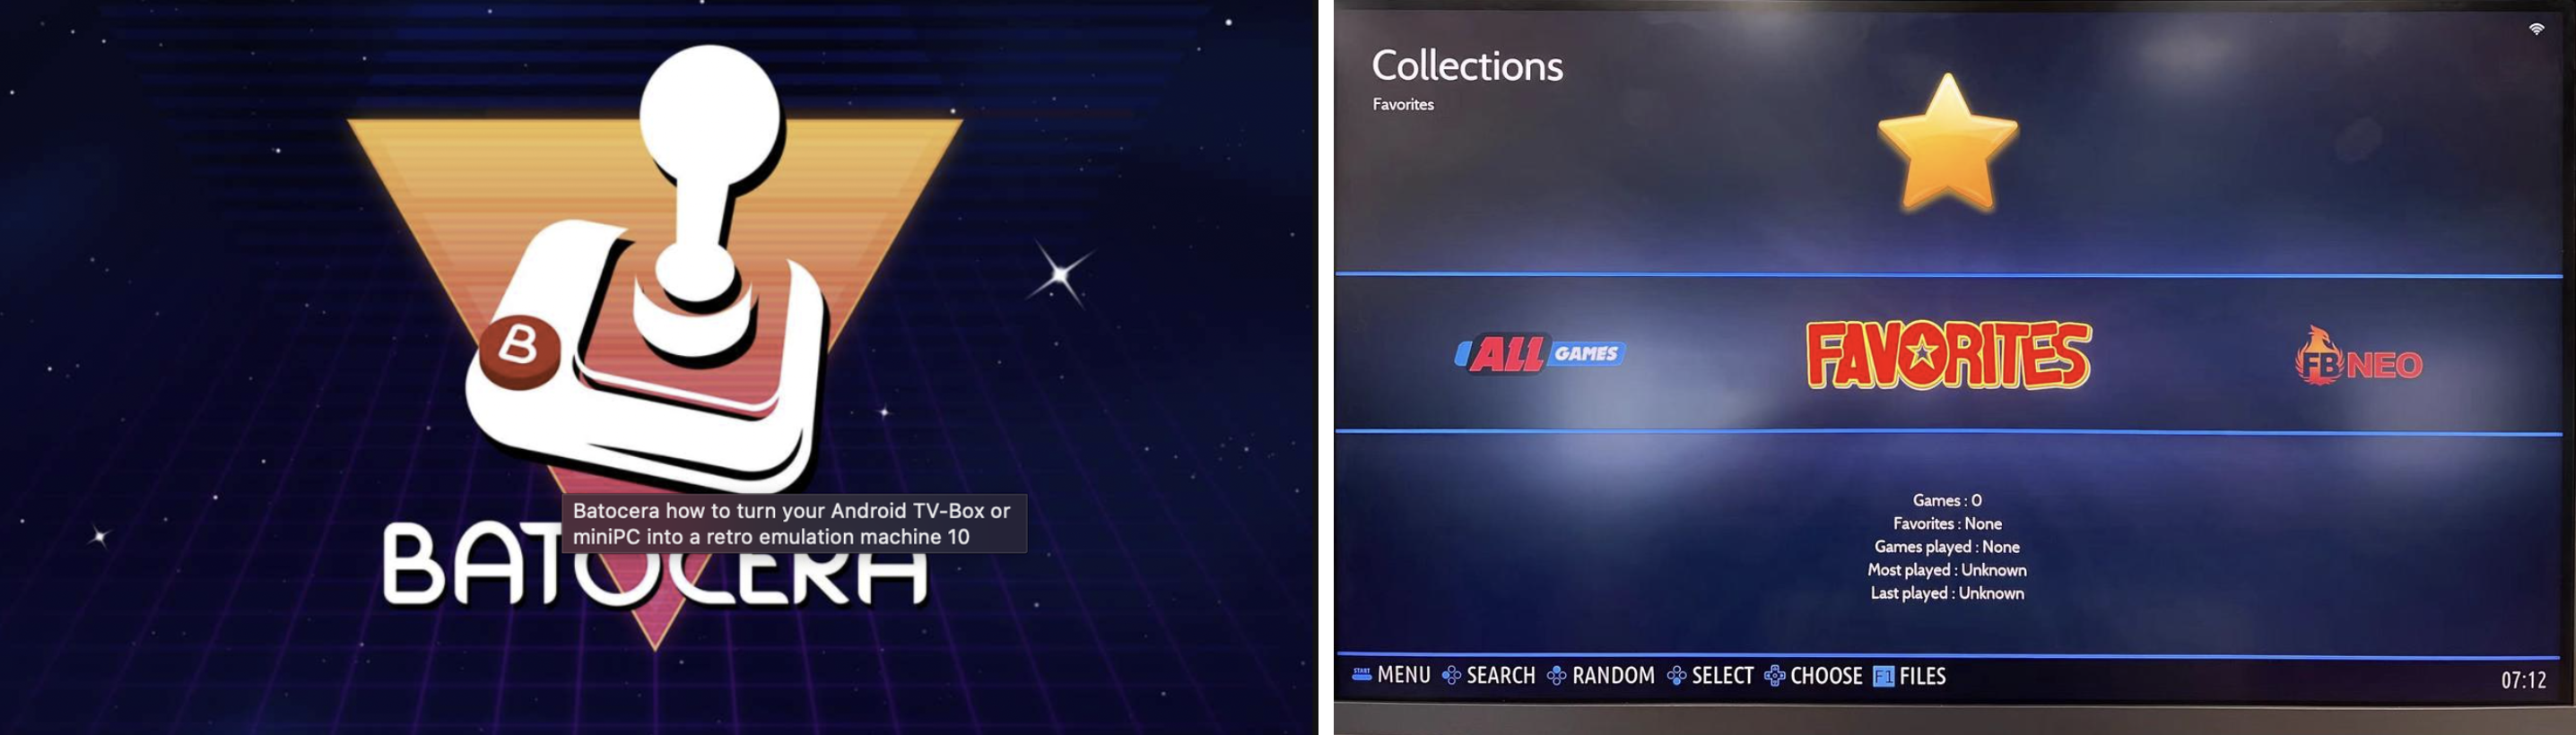 B
Batocera how to turn your Android TV-Box or
miniPC into a retro emulation machine 10
BATOCERA
Collections
Favorites
ALL GAMES
FAVORITES
FB NEO
Games : 0
Favorites : None
Games played : None
Most played : Unknown
Last played : Unknown
START MENU SEARCH RANDOM SELECT CHOOSE F1 FILES
07:12